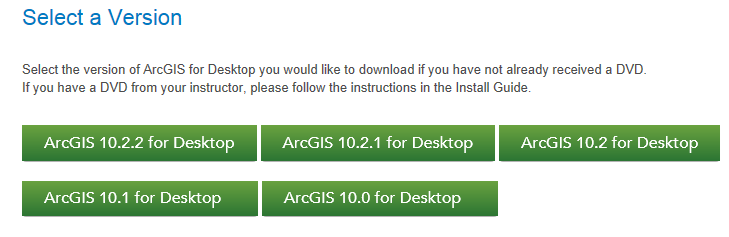 Select a Version
Select the version of ArcGIS for Desktop you would like to download if you have not already received a DVD.
If you have a DVD from your instructor, please follow the instructions in the Install Guide.
ArcGIS 10.2.2 for Desktop ArcGIS 10.2.1 for Desktop ArcGIS 10.2 for Desktop
ArcGIS 10.1 for Desktop ArcGIS 10.0 for Desktop